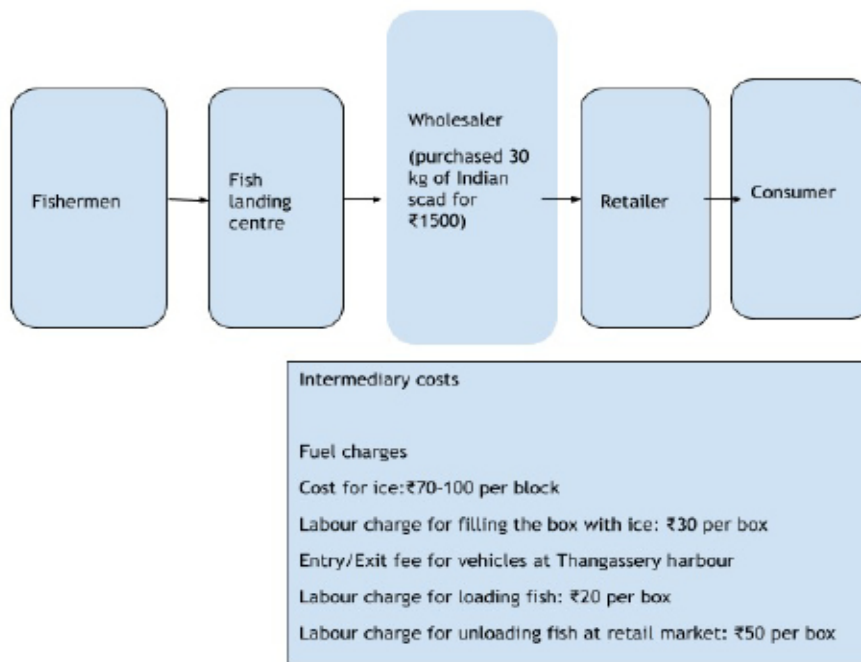 Fishermen
Fish
landing
centre
Wholesaler
(purchased 30
kg of Indian
scad for
₹1500)
Retailer
Consumer
Intermediary costs
Fuel charges
Cost for ice:₹70-100 per block
Labour charge for filling the box with ice: ₹30 per box
Entry/Exit fee for vehicles at Thangassery harbour
Labour charge for loading fish: ₹20 per box
Labour charge for unloading fish at retail market: ₹50 per box